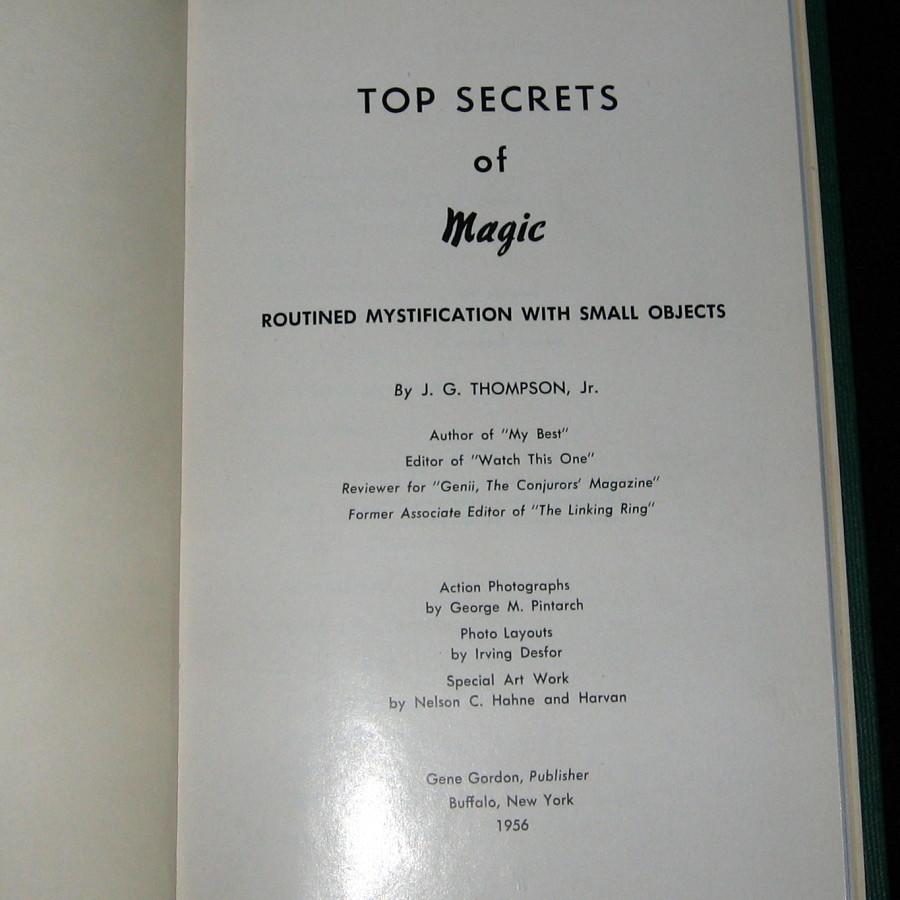 TOP SECRETS
of
Magic
ROUTINED MYSTIFICATION WITH SMALL OBJECTS
By J. G. THOMPSON, Jr.
Author of "My Best"
Editor of "Watch This One"
Reviewer for "Genii, The Conjurors' Magazine"
Former Associate Editor of "The Linking Ring"
Action Photographs
by George M. Pintarch
Photo Layouts
by Irving Desfor
Special Art Work
by Nelson C. Hahne and Harvan
Gene Gordon, Publisher
Buffalo, New York
1956